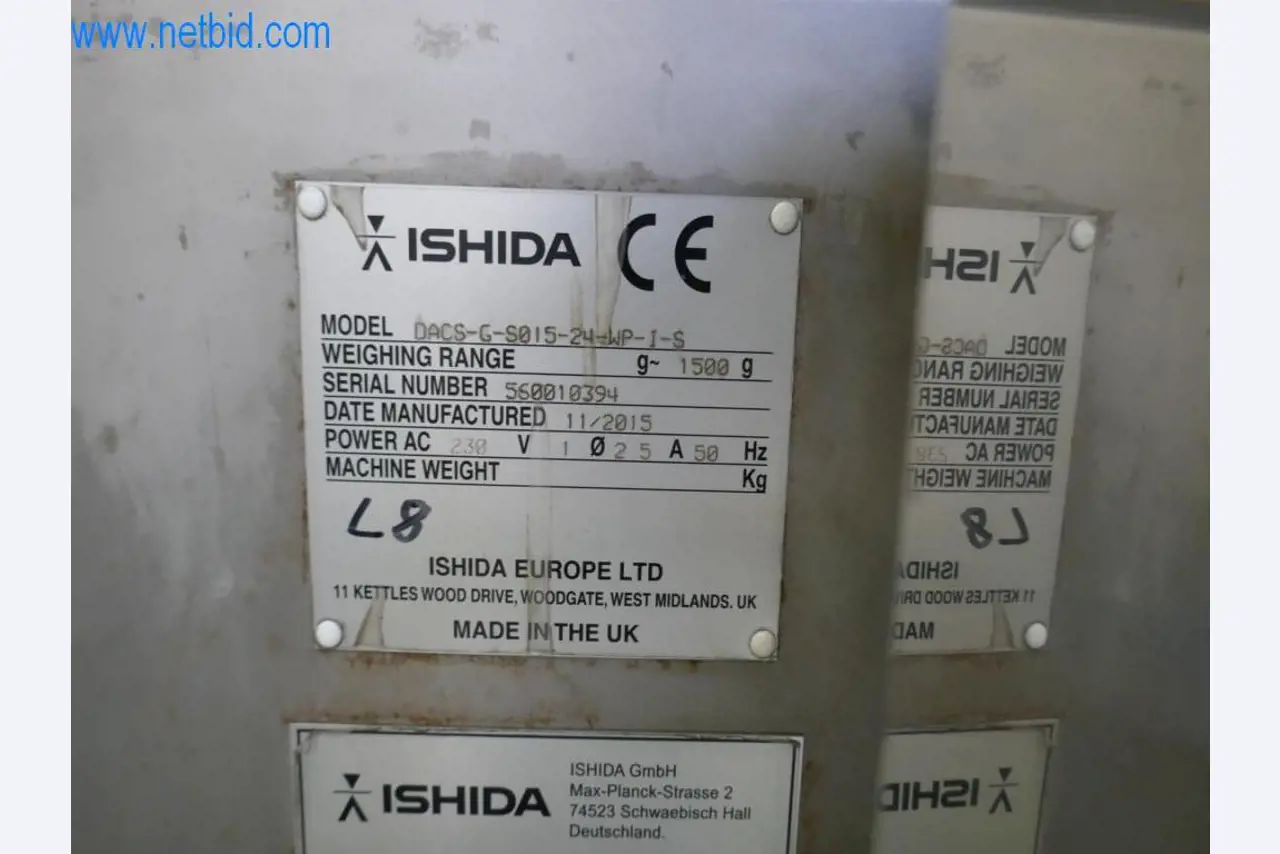 www.netbid.com
ISHIDA CE
MODEL DACS-G-S015-24-WP-I-S
WEIGHING RANGE g~ 1500 g
SERIAL NUMBER 560010394
DATE MANUFACTURED 11/2015
POWER AC 230 V 1 Ø 2 5 A 50 Hz
MACHINE WEIGHT Kg
L8
ISHIDA EUROPE LTD
11 KETTLES WOOD DRIVE, WOODGATE, WEST MIDLANDS. UK
MADE IN THE UK
ISHIDA
ISHIDA GmbH
Max-Planck-Strasse 2
74523 Schwaebisch Hall
Deutschland.